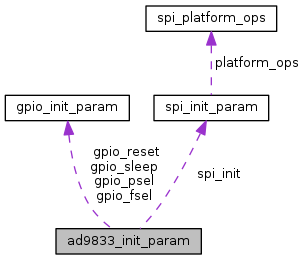 spi_platform_ops
platform_ops
gpio_init_param
spi_init_param
gpio_reset
gpio_sleep
gpio_psel
gpio_fsel
spi_init
ad9833_init_param